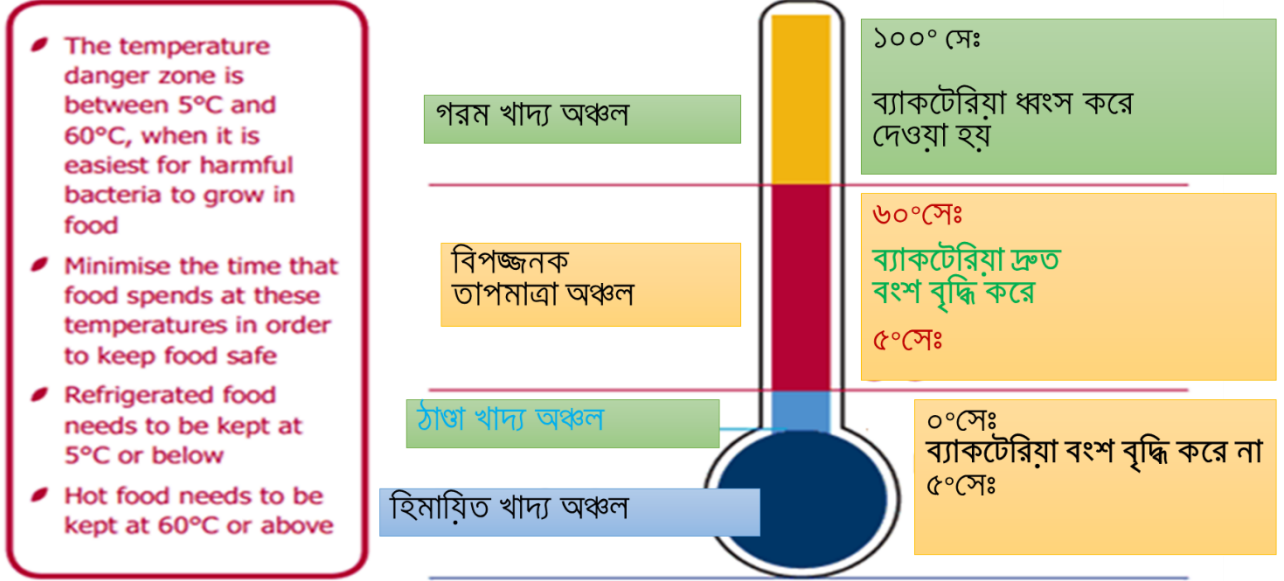 The temperature
danger zone is
between 5°C and
60°C, when it is
easiest for harmful
bacteria to grow in
food
Minimise the time that
food spends at these
temperatures in order
to keep food safe
Refrigerated food
needs to be kept at
5°C or below
Hot food needs to be
kept at 60°C or above
গরম খাদ্য অঞ্চল
বিপজ্জনক
তাপমাত্রা অঞ্চল
ঠাণ্ডা খাদ্য অঞ্চল
হিমায়িত খাদ্য অঞ্চল
১০০° সেঃ
ব্যাকটেরিয়া ধ্বংস করে
দেওয়া হয়
৬০°সেঃ
ব্যাকটেরিয়া দ্রুত
বংশ বৃদ্ধি করে
৫°সেঃ
০°সেঃ
ব্যাকটেরিয়া বংশ বৃদ্ধি করে না
৫°সেঃ